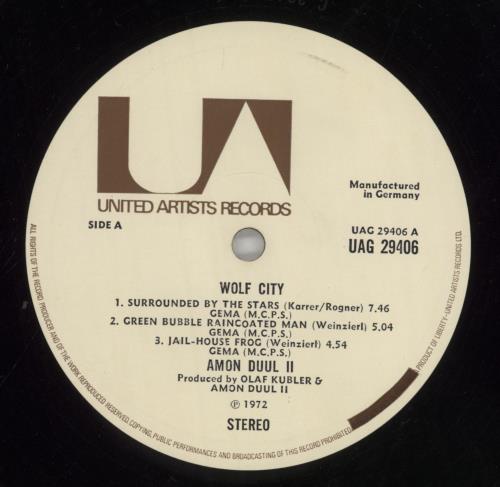 UA
UNITED ARTISTS RECORDS
Manufactured
in Germany
SIDE A
UAG 29406 A
UAG 29406
WOLF CITY
1. SURROUNDED BY THE STARS (Karrer/Rogner) 7.46
GEMA (M.C.P.S.)
2. GREEN BUBBLE RAINCOATED MAN (Weinzierl) 5.04
GEMA (M.C.P.S.)
3. JAIL-HOUSE FROG (Weinzierl) 4.54
GEMA (M.C.P.S.)
AMON DUUL II
Produced by OLAF KUBLER &
AMON DUUL II
℗ 1972
STEREO
ALL RIGHTS OF THE RECORD PRODUCER AND OF THE WORK REPRODUCED RESERVED, COPYING, PUBLIC PERFORMANCES AND BROADCASTING OF THIS RECORD PROHIBITED
PRODUCT OF LIBERTY-UNITED ARTISTS RECORDS LTD.